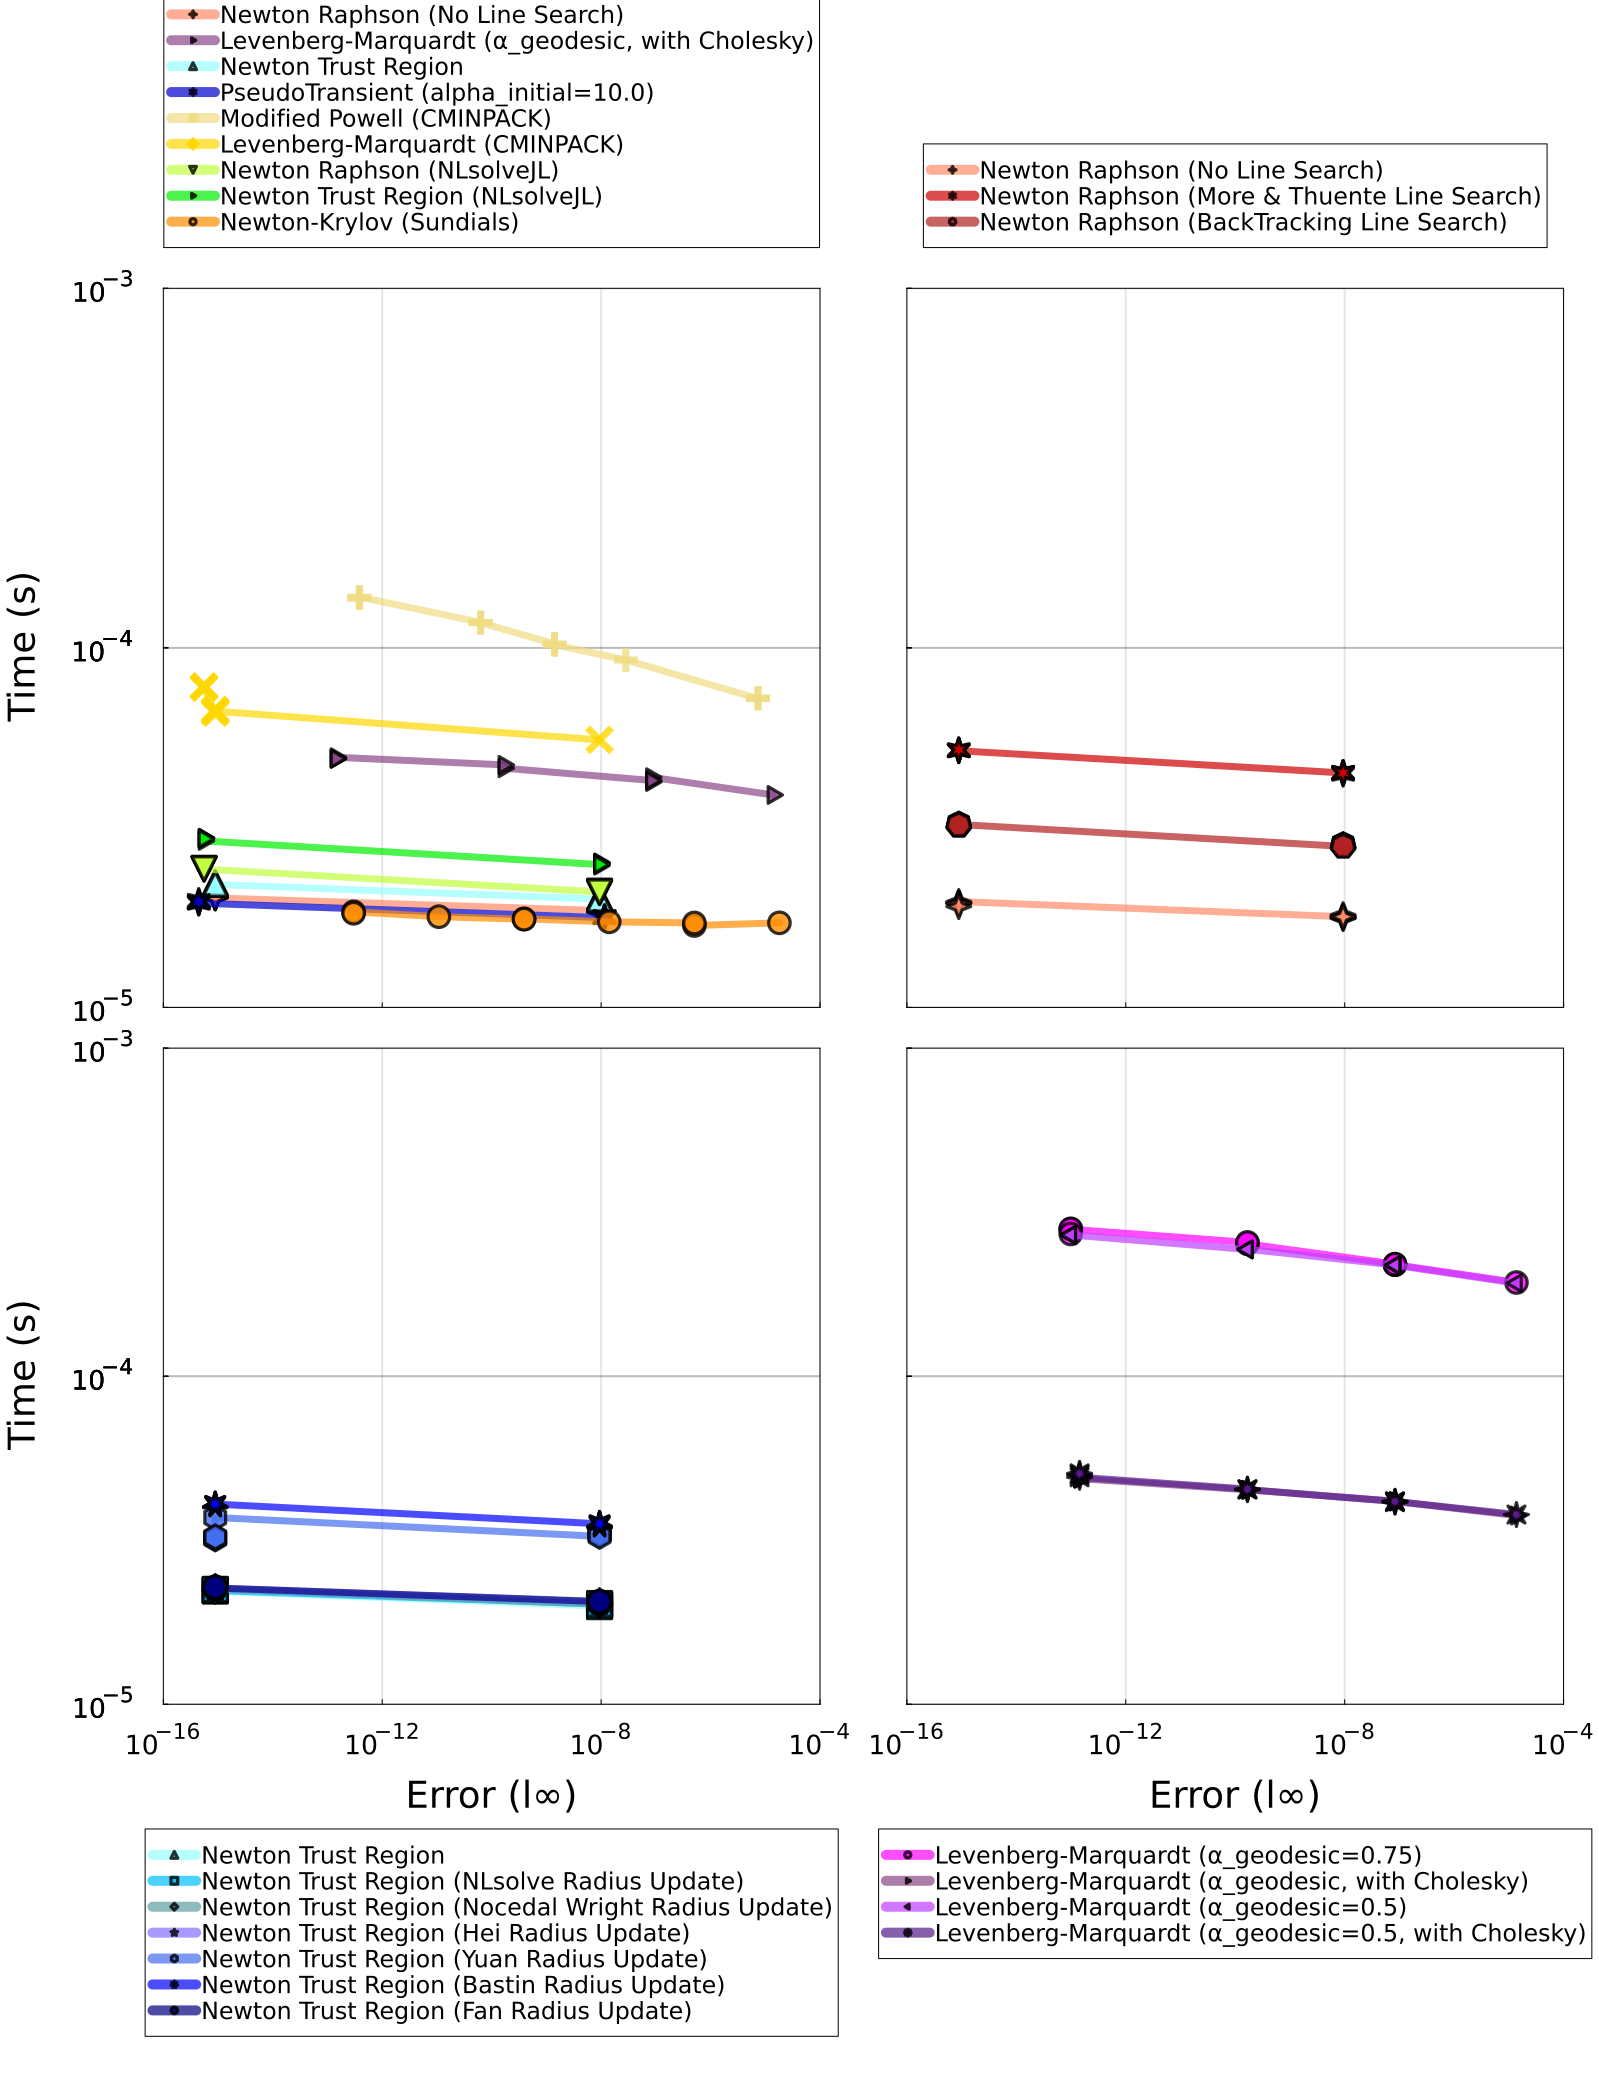 Newton Raphson (No Line Search)
Levenberg-Marquardt (α_geodesic, with Cholesky)
Newton Trust Region
PseudoTransient (alpha_initial=10.0)
Modified Powell (CMINPACK)
Levenberg-Marquardt (CMINPACK)
Newton Raphson (NLsolveJL)
Newton Trust Region (NLsolveJL)
Newton-Krylov (Sundials)
Newton Raphson (No Line Search)
Newton Raphson (More & Thuente Line Search)
Newton Raphson (BackTracking Line Search)
10⁻³
10⁻⁴
10⁻⁵
Time (s)
10⁻³
10⁻⁴
10⁻⁵
Time (s)
10⁻¹⁶ 10⁻¹² 10⁻⁸ 10⁻⁴
Error (l∞)
10⁻¹⁶ 10⁻¹² 10⁻⁸ 10⁻⁴
Error (l∞)
Newton Trust Region
Newton Trust Region (NLsolve Radius Update)
Newton Trust Region (Nocedal Wright Radius Update)
Newton Trust Region (Hei Radius Update)
Newton Trust Region (Yuan Radius Update)
Newton Trust Region (Bastin Radius Update)
Newton Trust Region (Fan Radius Update)
Levenberg-Marquardt (α_geodesic=0.75)
Levenberg-Marquardt (α_geodesic, with Cholesky)
Levenberg-Marquardt (α_geodesic=0.5)
Levenberg-Marquardt (α_geodesic=0.5, with Cholesky)